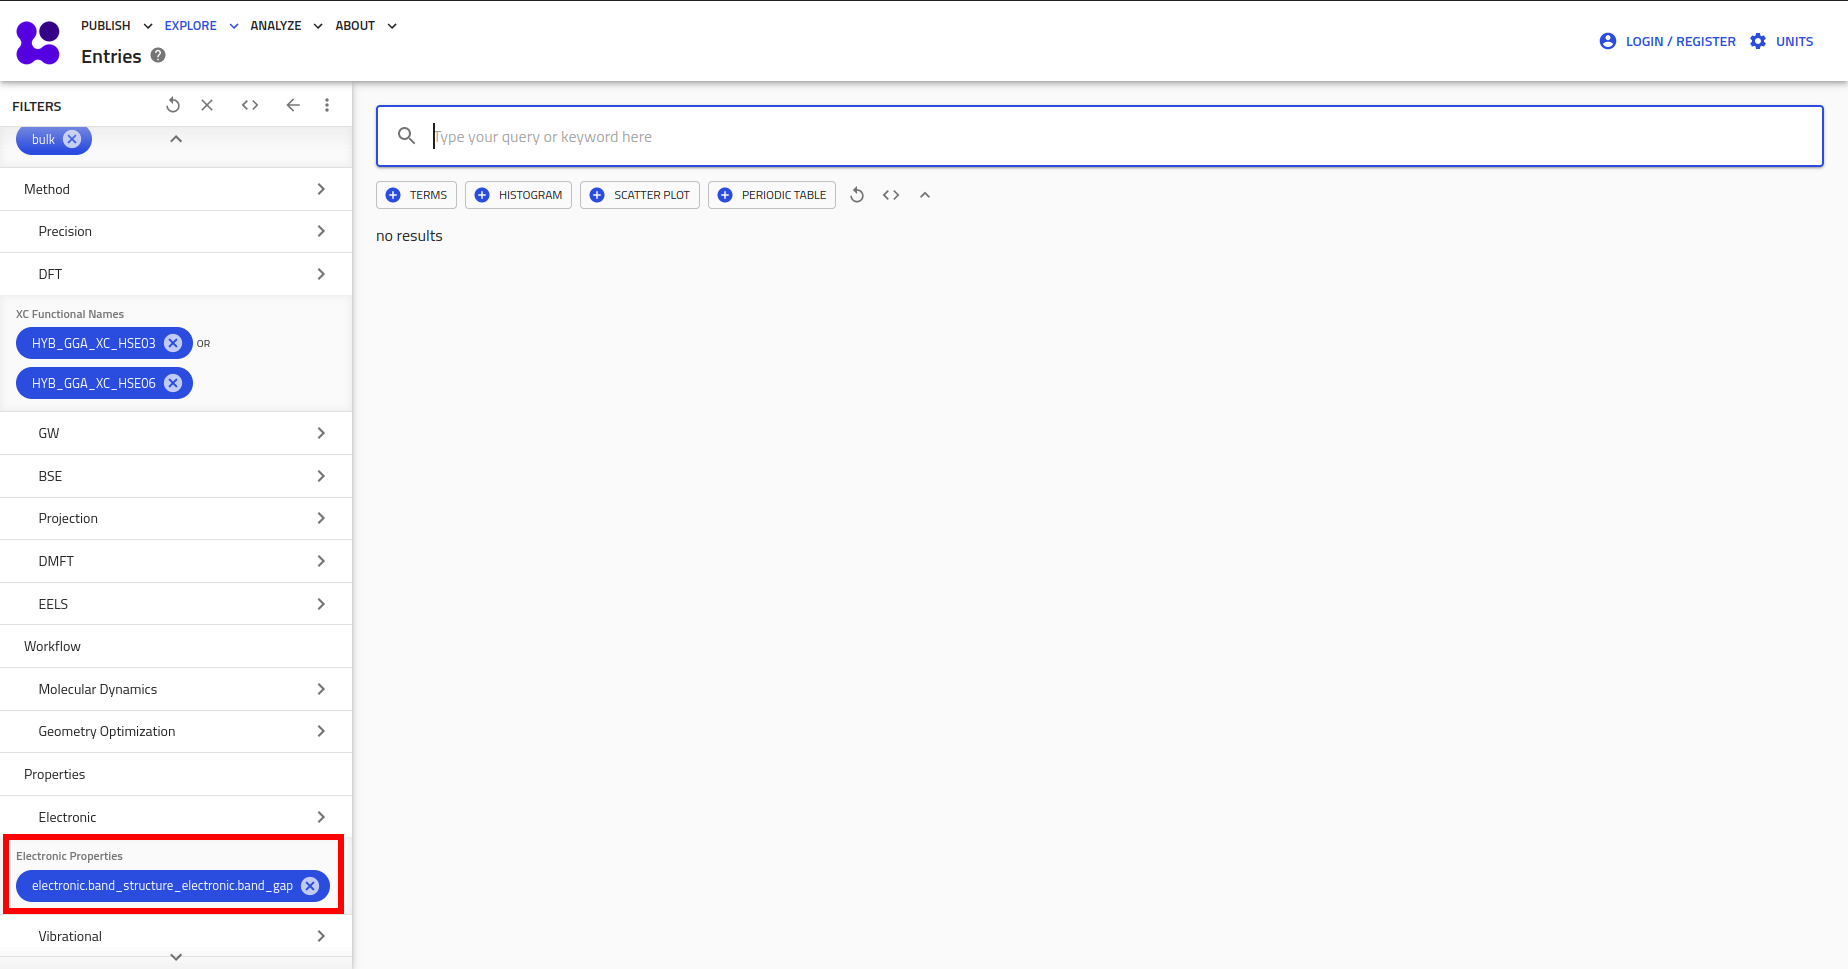 PUBLISH EXPLORE ANALYZE ABOUT
Entries ?
LOGIN / REGISTER UNITS
FILTERS
bulk
Method
Precision
DFT
XC Functional Names
HYB_GGA_XC_HSE03 OR
HYB_GGA_XC_HSE06
GW
BSE
Projection
DMFT
EELS
Workflow
Molecular Dynamics
Geometry Optimization
Properties
Electronic
Electronic Properties
electronic.band_structure_electronic.band_gap
Vibrational
Type your query or keyword here
TERMS HISTOGRAM SCATTER PLOT PERIODIC TABLE
no results